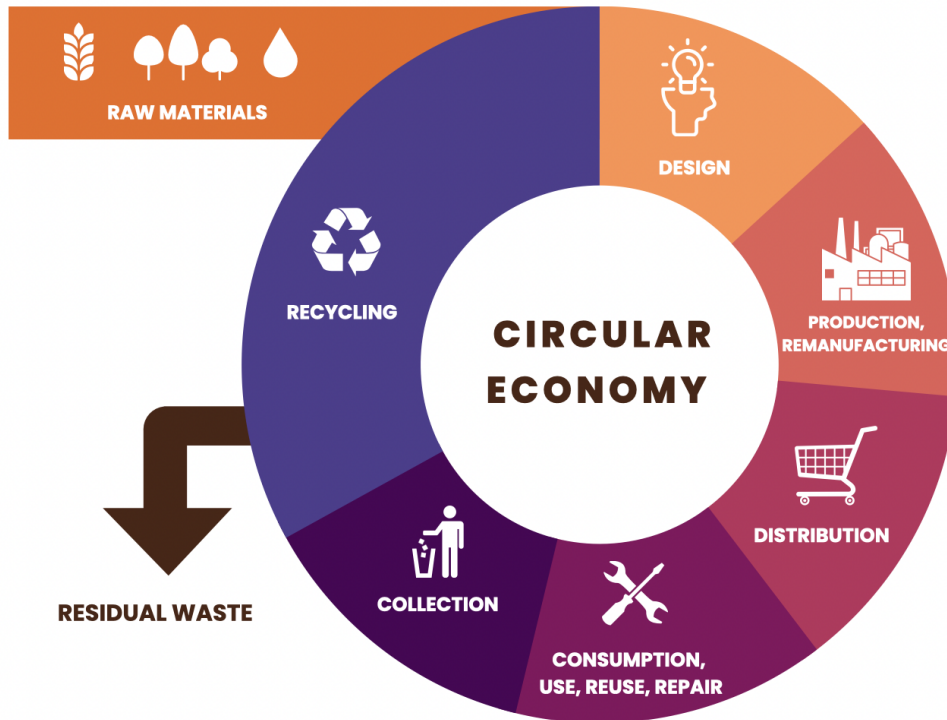 RAW MATERIALS
DESIGN
PRODUCTION,
REMANUFACTURING
DISTRIBUTION
CONSUMPTION,
USE, REUSE, REPAIR
COLLECTION
RECYCLING
RESIDUAL WASTE
CIRCULAR
ECONOMY